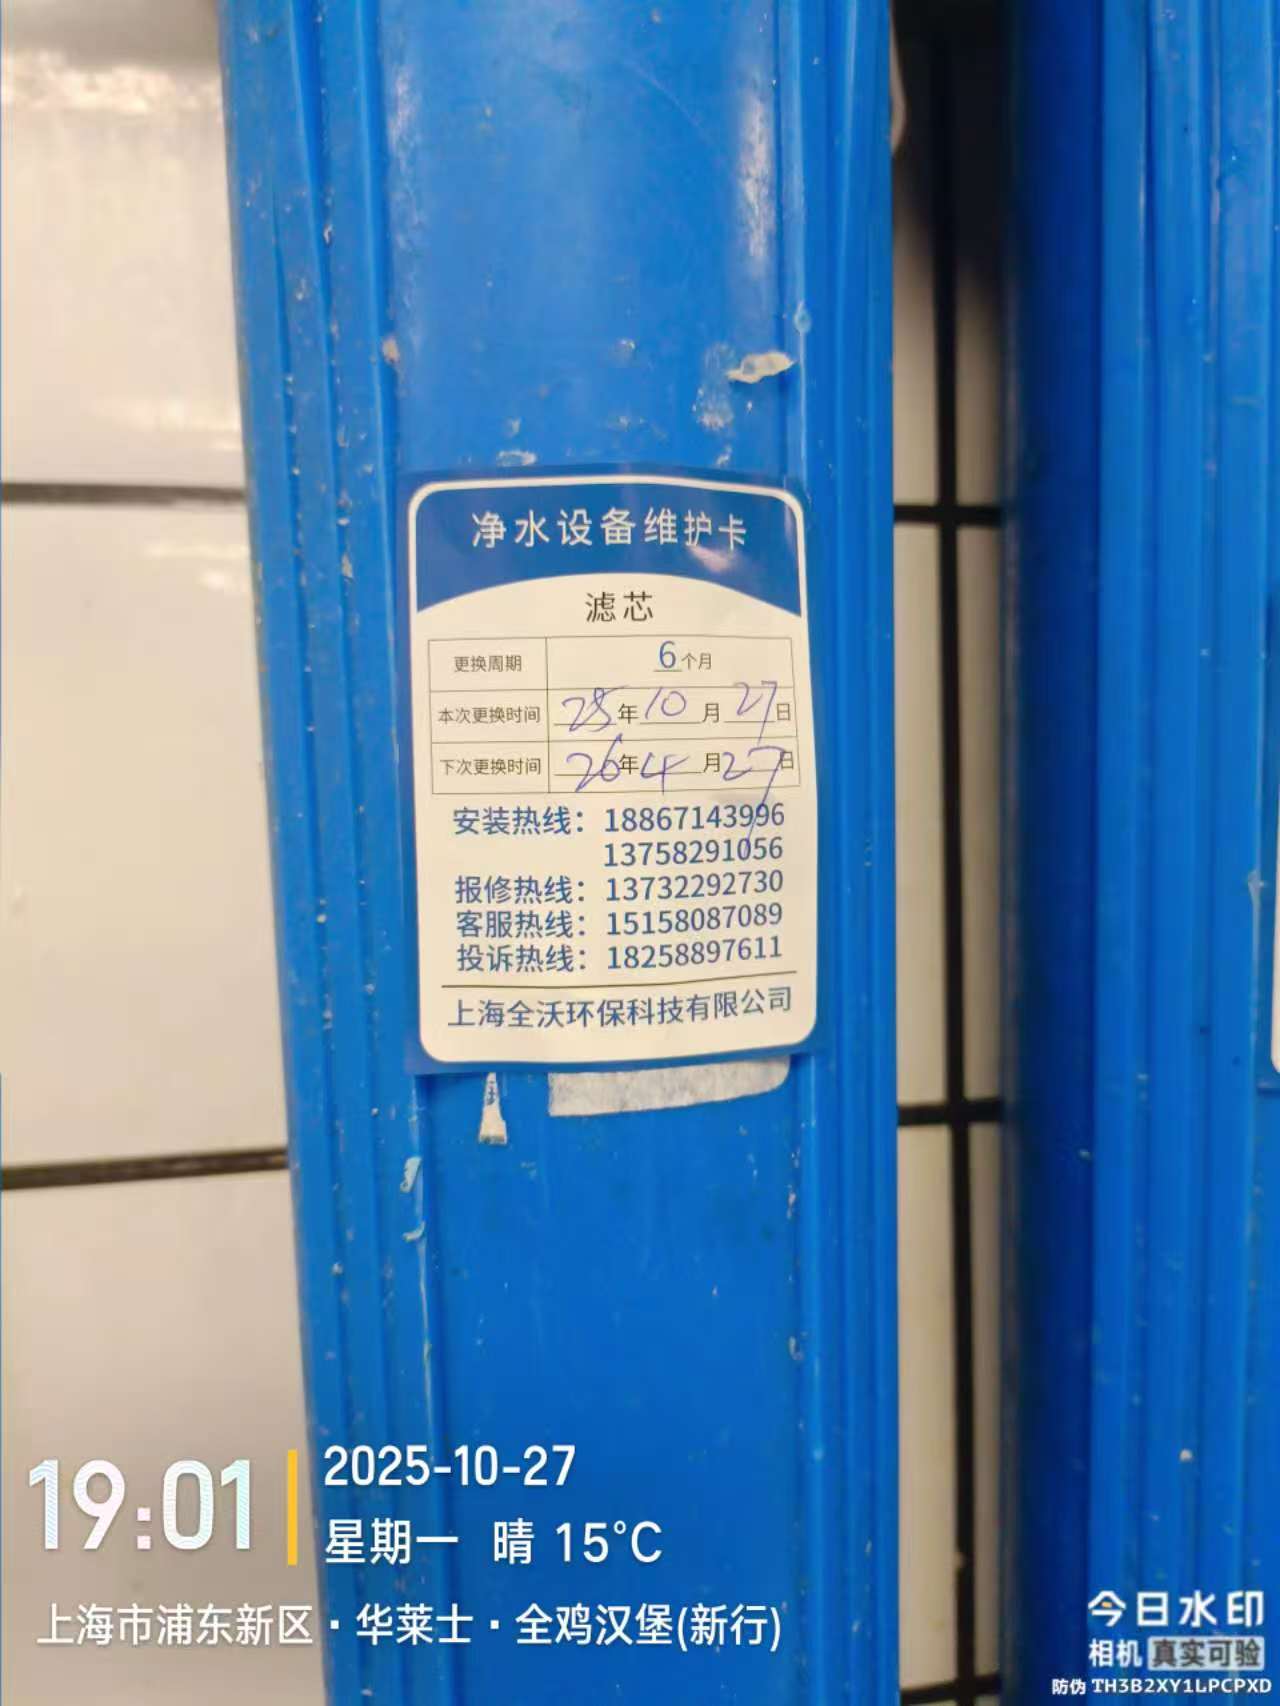 净水设备维护卡
滤芯
更换周期 6个月
本次更换时间 25年10月27日
下次更换时间 26年4月27日
安装热线：18867143996
13758291056
报修热线：13732292730
客服热线：15158087089
投诉热线：18258897611
上海全沃环保科技有限公司
19:01
2025-10-27
星期一 晴 15°C
上海市浦东新区·华莱士·全鸡汉堡(新行)
今日水印
相机 真实可验
防伪 TH3B2XY1LPCPXD